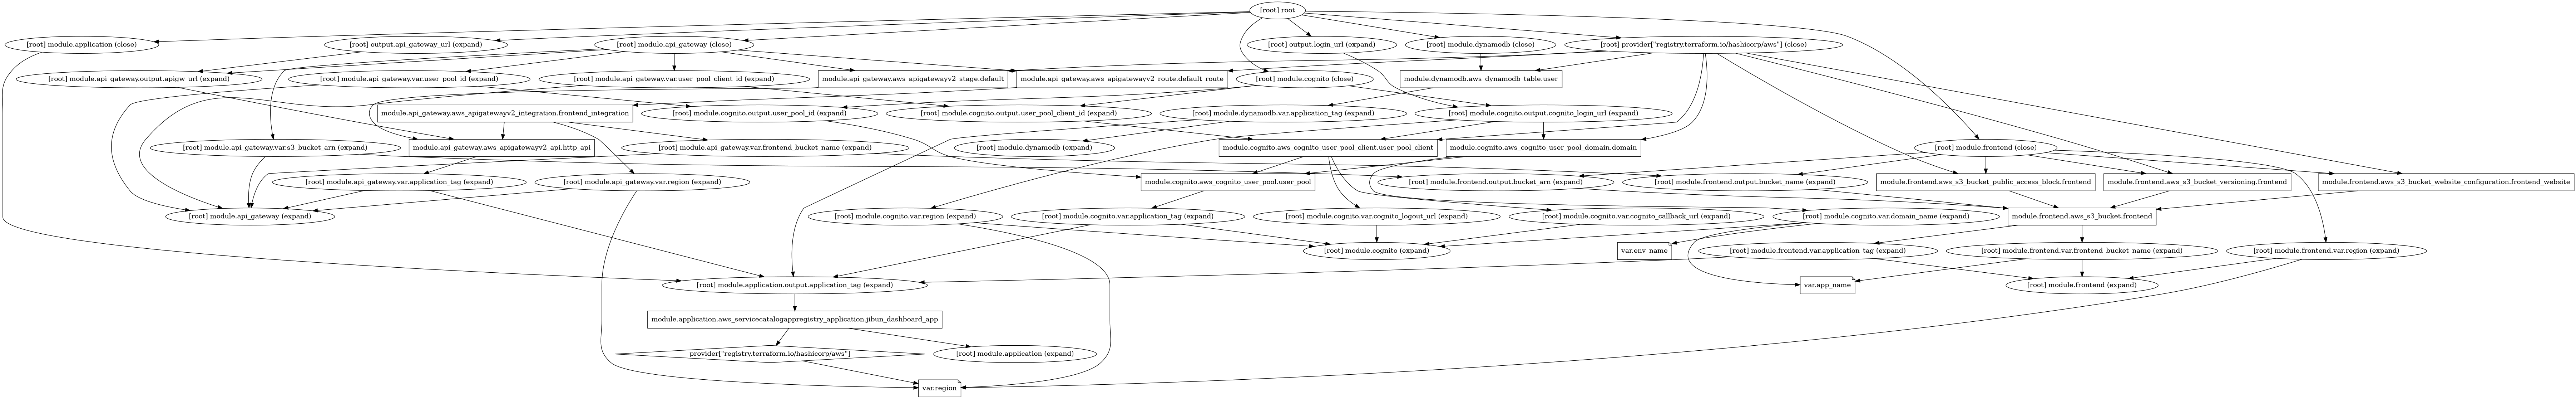 [root] root
[root] module.application (close)
[root] output.api_gateway_url (expand)
[root] module.api_gateway (close)
[root] output.login_url (expand)
[root] module.dynamodb (close)
[root] provider["registry.terraform.io/hashicorp/aws"] (close)
[root] module.api_gateway.output.apigw_url (expand)
[root] module.api_gateway.var.user_pool_id (expand)
[root] module.api_gateway.var.user_pool_client_id (expand)
module.api_gateway.aws_apigatewayv2_stage.default
module.api_gateway.aws_apigatewayv2_route.default_route
[root] module.cognito (close)
module.dynamodb.aws_dynamodb_table.user
module.api_gateway.aws_apigatewayv2_integration.frontend_integration
[root] module.cognito.output.user_pool_id (expand)
[root] module.cognito.output.user_pool_client_id (expand)
[root] module.dynamodb.var.application_tag (expand)
[root] module.cognito.output.cognito_login_url (expand)
[root] module.api_gateway.var.s3_bucket_arn (expand)
module.api_gateway.aws_apigatewayv2_api.http_api
[root] module.api_gateway.var.frontend_bucket_name (expand)
[root] module.dynamodb (expand)
module.cognito.aws_cognito_user_pool_client.user_pool_client
module.cognito.aws_cognito_user_pool_domain.domain
[root] module.frontend (close)
[root] module.api_gateway.var.application_tag (expand)
[root] module.api_gateway.var.region (expand)
module.cognito.aws_cognito_user_pool.user_pool
[root] module.frontend.output.bucket_arn (expand)
[root] module.frontend.output.bucket_name (expand)
module.frontend.aws_s3_bucket_public_access_block.frontend
module.frontend.aws_s3_bucket_versioning.frontend
module.frontend.aws_s3_bucket_website_configuration.frontend_website
[root] module.api_gateway (expand)
[root] module.cognito.var.region (expand)
[root] module.cognito.var.application_tag (expand)
[root] module.cognito.var.cognito_logout_url (expand)
[root] module.cognito.var.cognito_callback_url (expand)
[root] module.cognito.var.domain_name (expand)
module.frontend.aws_s3_bucket.frontend
[root] module.cognito (expand)
var.env_name
[root] module.frontend.var.application_tag (expand)
[root] module.frontend.var.frontend_bucket_name (expand)
[root] module.frontend.var.region (expand)
[root] module.application.output.application_tag (expand)
var.app_name
[root] module.frontend (expand)
module.application.aws_servicecatalogappregistry_application.jibun_dashboard_app
provider["registry.terraform.io/hashicorp/aws"]
[root] module.application (expand)
var.region